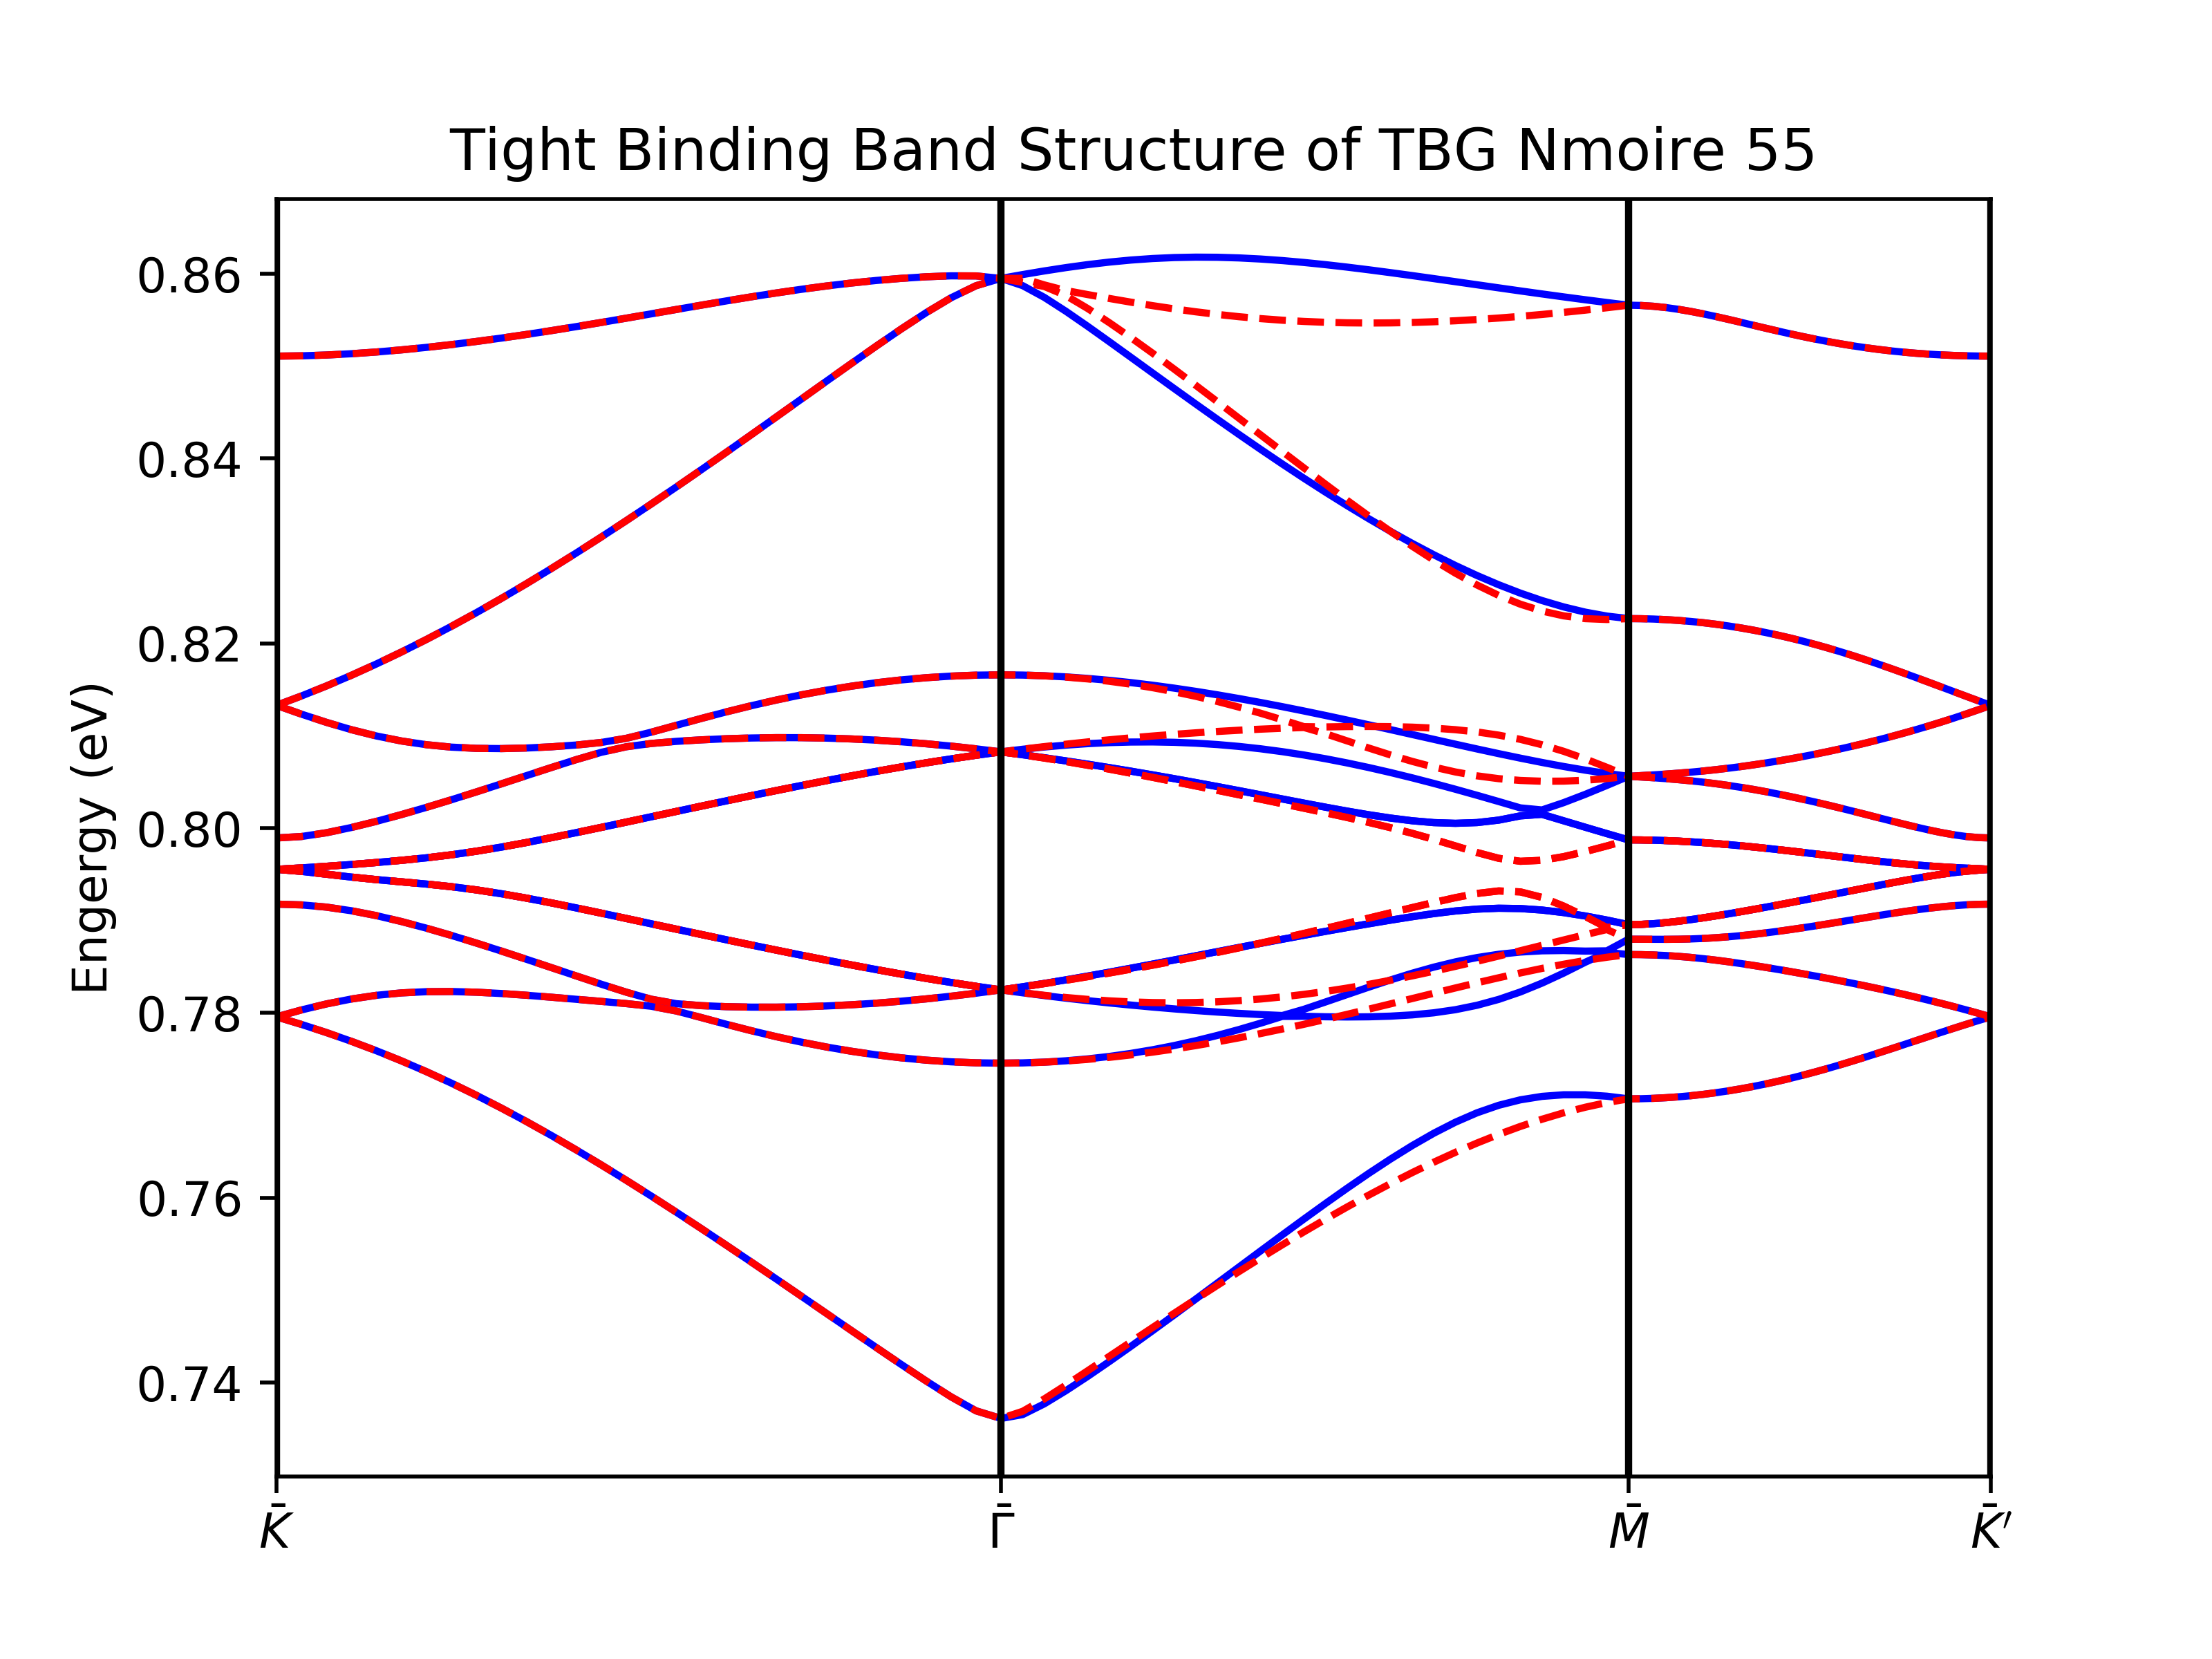 Tight Binding Band Structure of TBG Nmoire 55
Engergy (eV)
0.86
0.84
0.82
0.80
0.78
0.76
0.74
K̄ Γ̄ M̄ K̄′